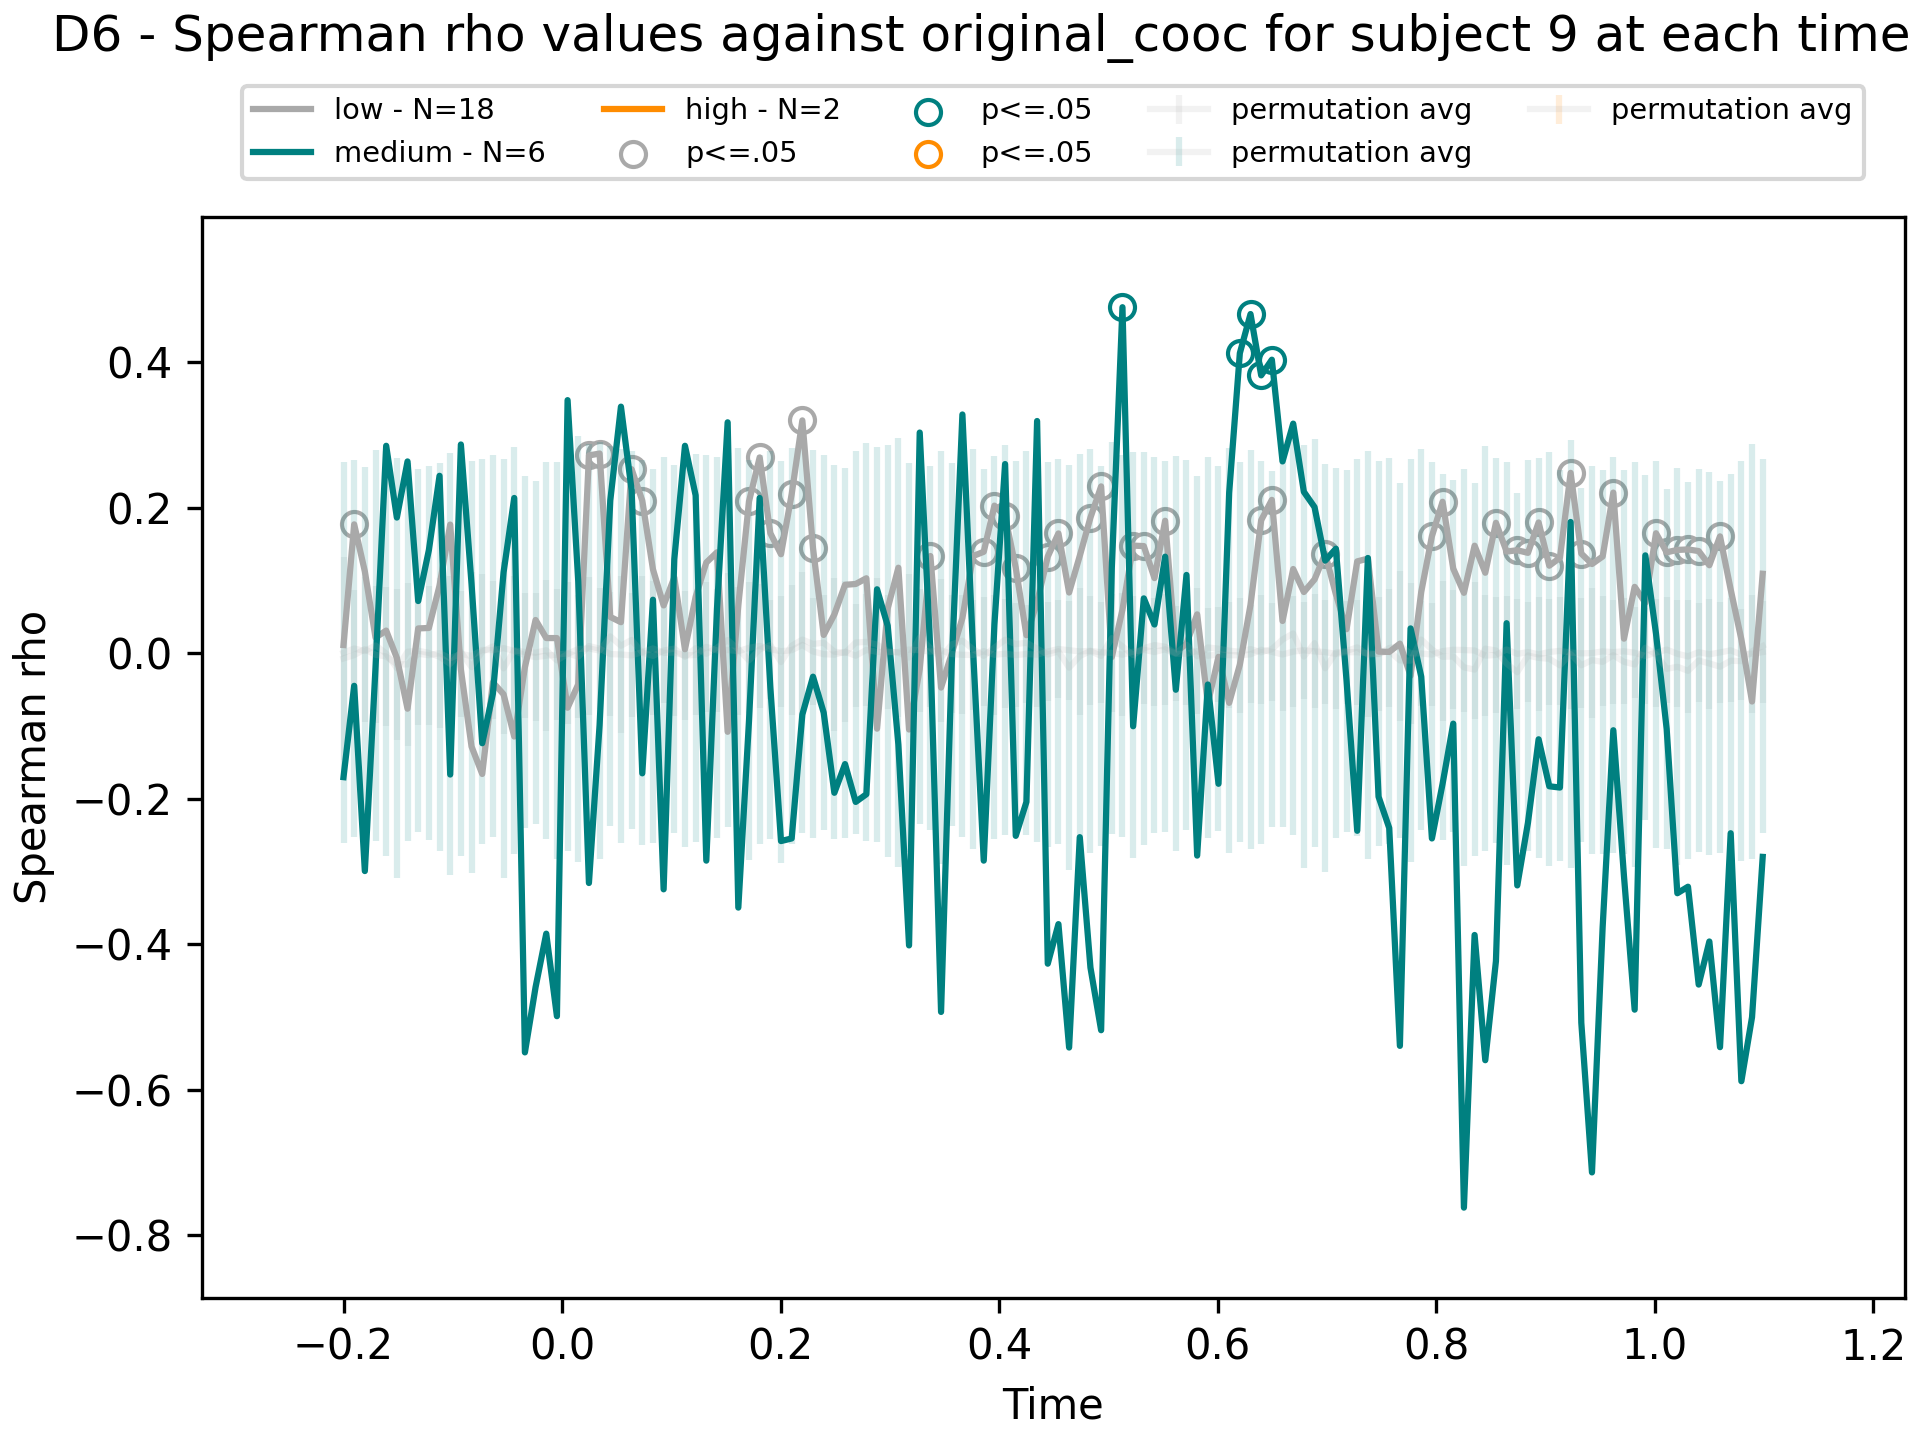 D6 - Spearman rho values against original_cooc for subject 9 at each time
low - N=18 high - N=2 p<=.05 permutation avg permutation avg
medium - N=6 p<=.05 p<=.05 permutation avg
0.4
0.2
0.0
−0.2
−0.4
−0.6
−0.8
Spearman rho
−0.2 0.0 0.2 0.4 0.6 0.8 1.0 1.2
Time